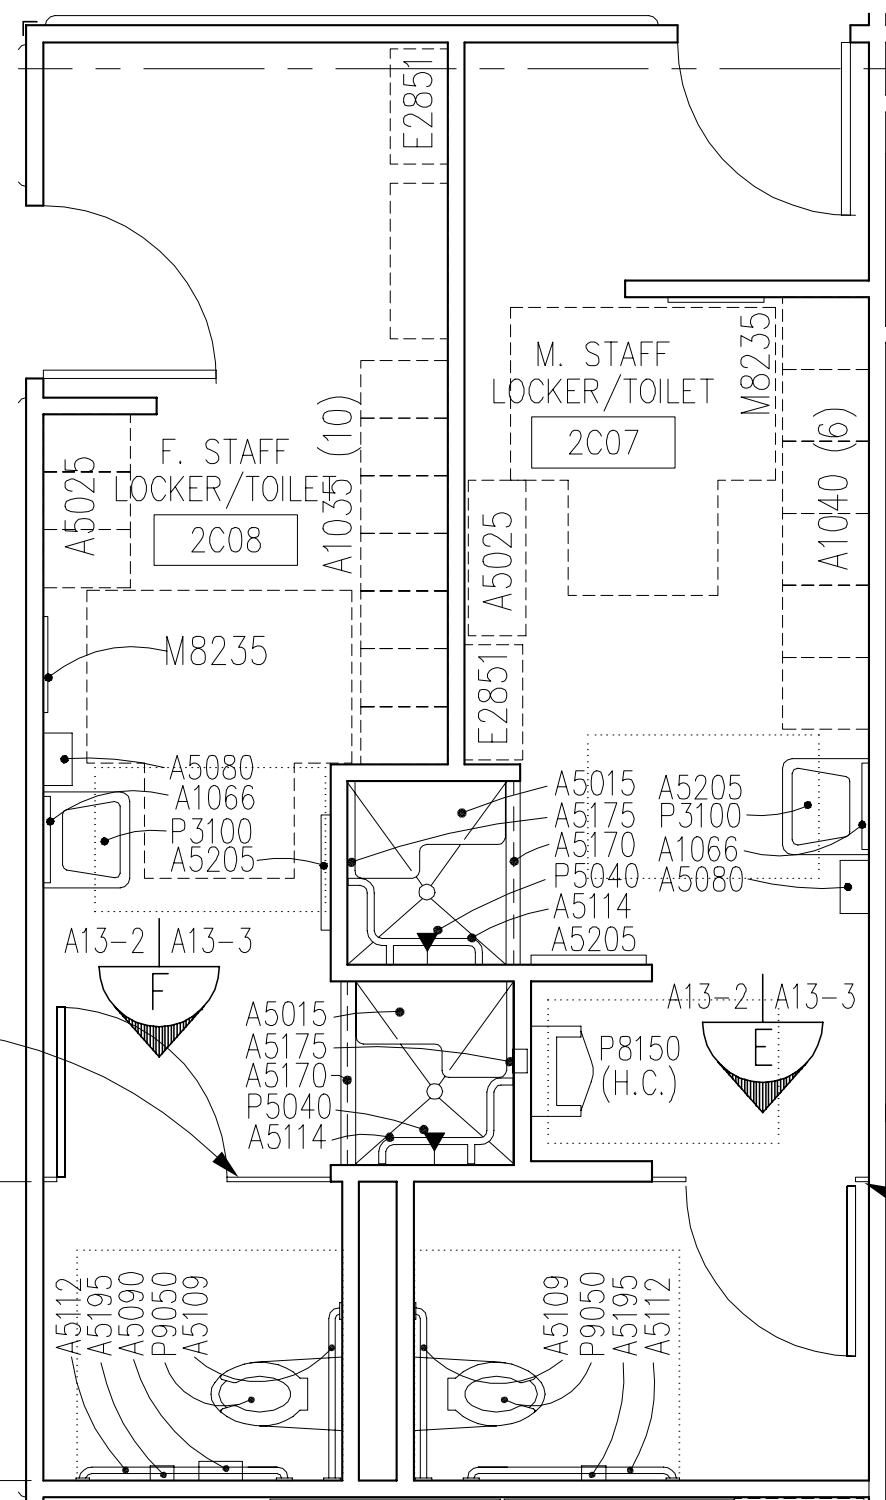 E2851
M. STAFF
LOCKER/TOILET
2C07
M8235
A1040 (6)
A5025
E2851
F. STAFF
LOCKER/TOILET
2C08
A1035 (10)
A5025
M8235
A5080
A1066
P3100
A5205
A5015
A5175
A5170
P5040
A5114
A5205
A5205
P3100
A1066
A5080
A13-2
A13-3
F
A13-2
A13-3
E
A5015
A5175
A5170
P5040
A5114
P8150
(H.C.)
A5112
A5195
A5090
P9050
A5109
A5109
P9050
A5195
A5112